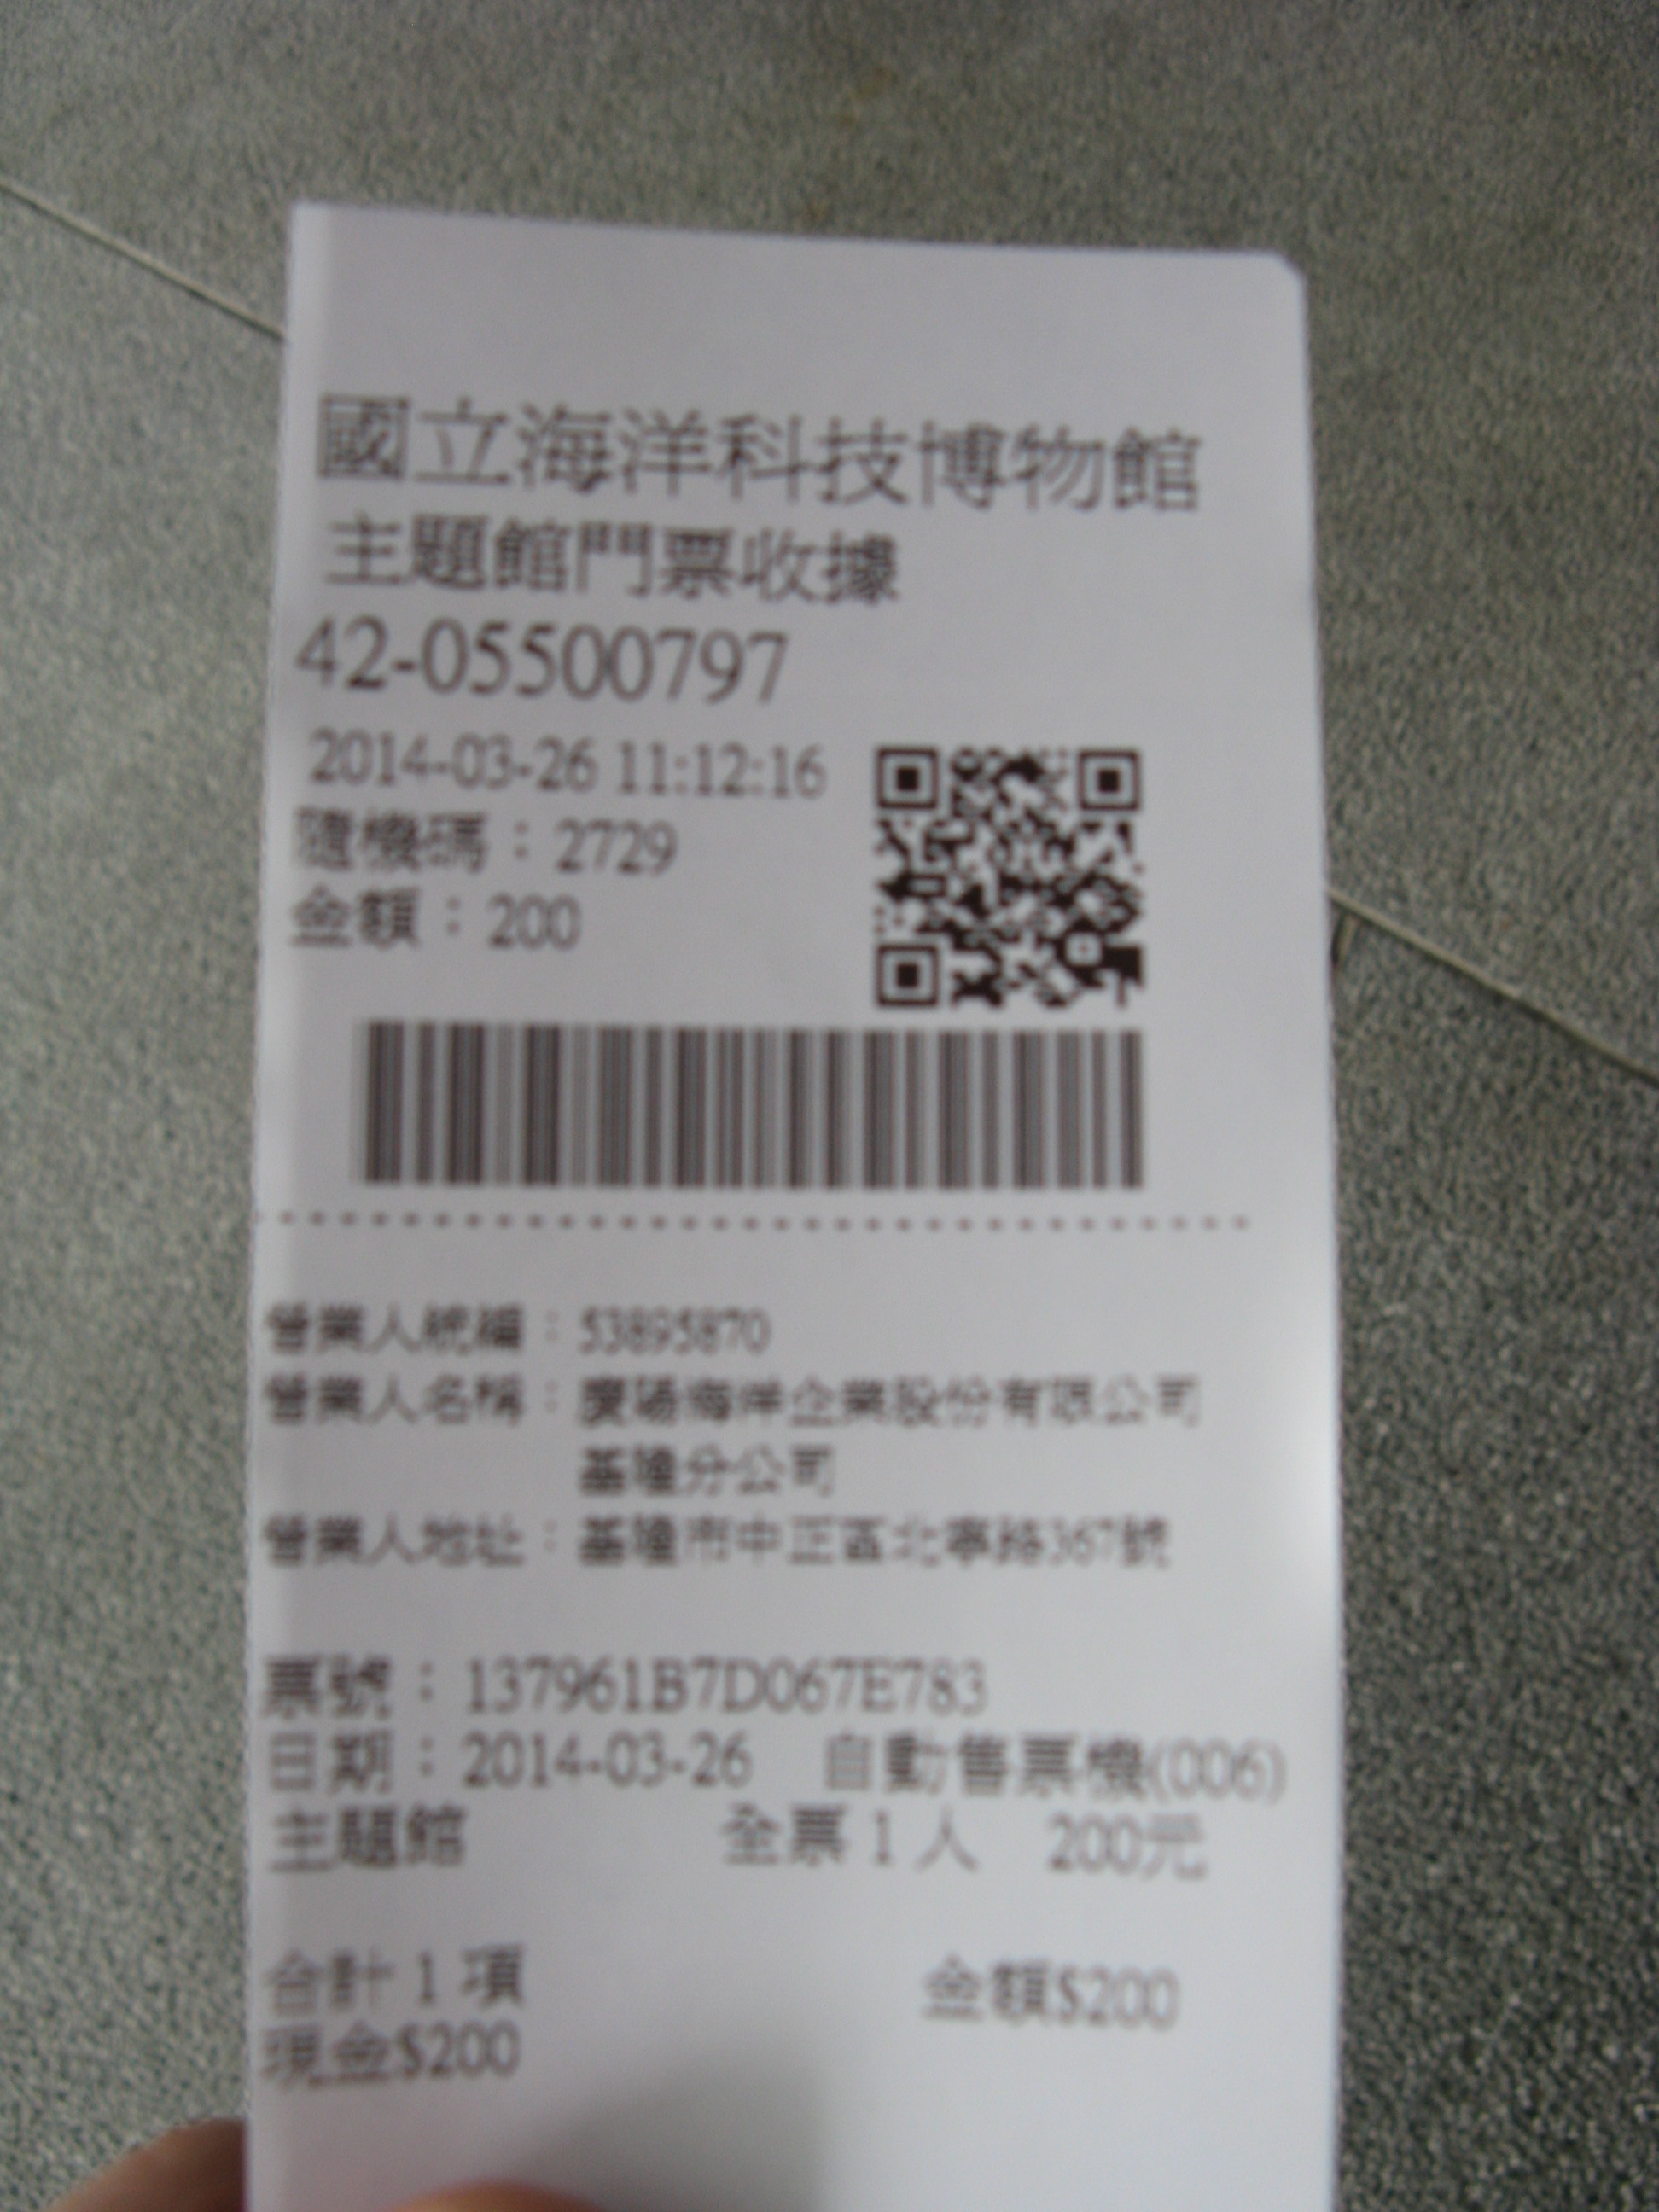 國立海洋科技博物館
主題館門票收據
42-05500797
2014-03-26 11:12:16
隨機碼：2729
金額：200
營業人統編：53895870
營業人名稱：慶陽海洋企業股份有限公司
基隆分公司
營業人地址：基隆市中正區北寧路367號
票號：137961B7D067E783
日期：2014-03-26 自動售票機(006)
主題館 全票 1 人 200元
合計 1 項 金額$200
現金$200